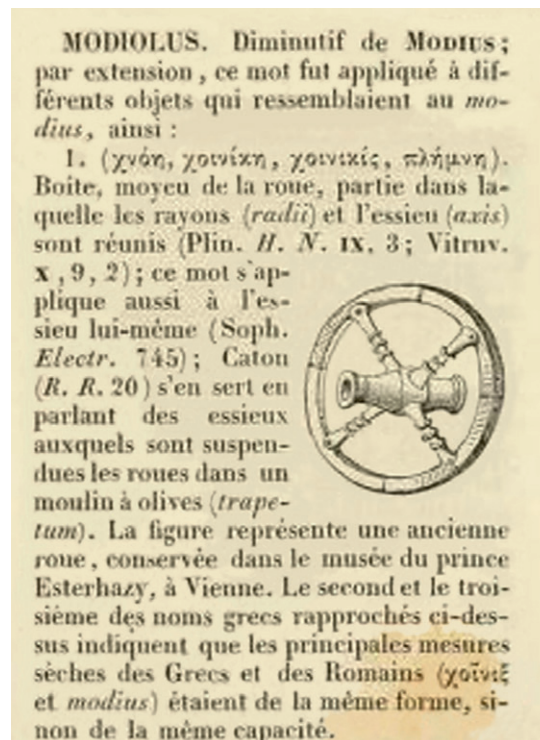 MODIOLUS. Diminutif de MODIUS;
par extension, ce mot fut appliqué à dif-
férents objets qui ressemblaient au mo-
dius, ainsi :
1. (χνόη, χοινίκη, χοινικίς, πλήμνη).
Boîte, moyeu de la roue, partie dans la-
quelle les rayons (radii) et l'essieu (axis)
sont réunis (Plin. H. N. IX, 3; Vitruv.
X, 9, 2); ce mot s'ap-
plique aussi à l'es-
sieu lui-même (Soph.
Electr. 745); Caton
(R. R. 20) s'en sert en
parlant des essieux
auxquels sont suspen-
dues les roues dans un
moulin à olives (trape-
tum). La figure représente une ancienne
roue, conservée dans le musée du prince
Esterhazy, à Vienne. Le second et le troi-
sième des noms grecs rapprochés ci-des-
sus indiquent que les principales mesures
sèches des Grecs et des Romains (χοῖνιξ
et modius) étaient de la même forme, si-
non de la même capacité.